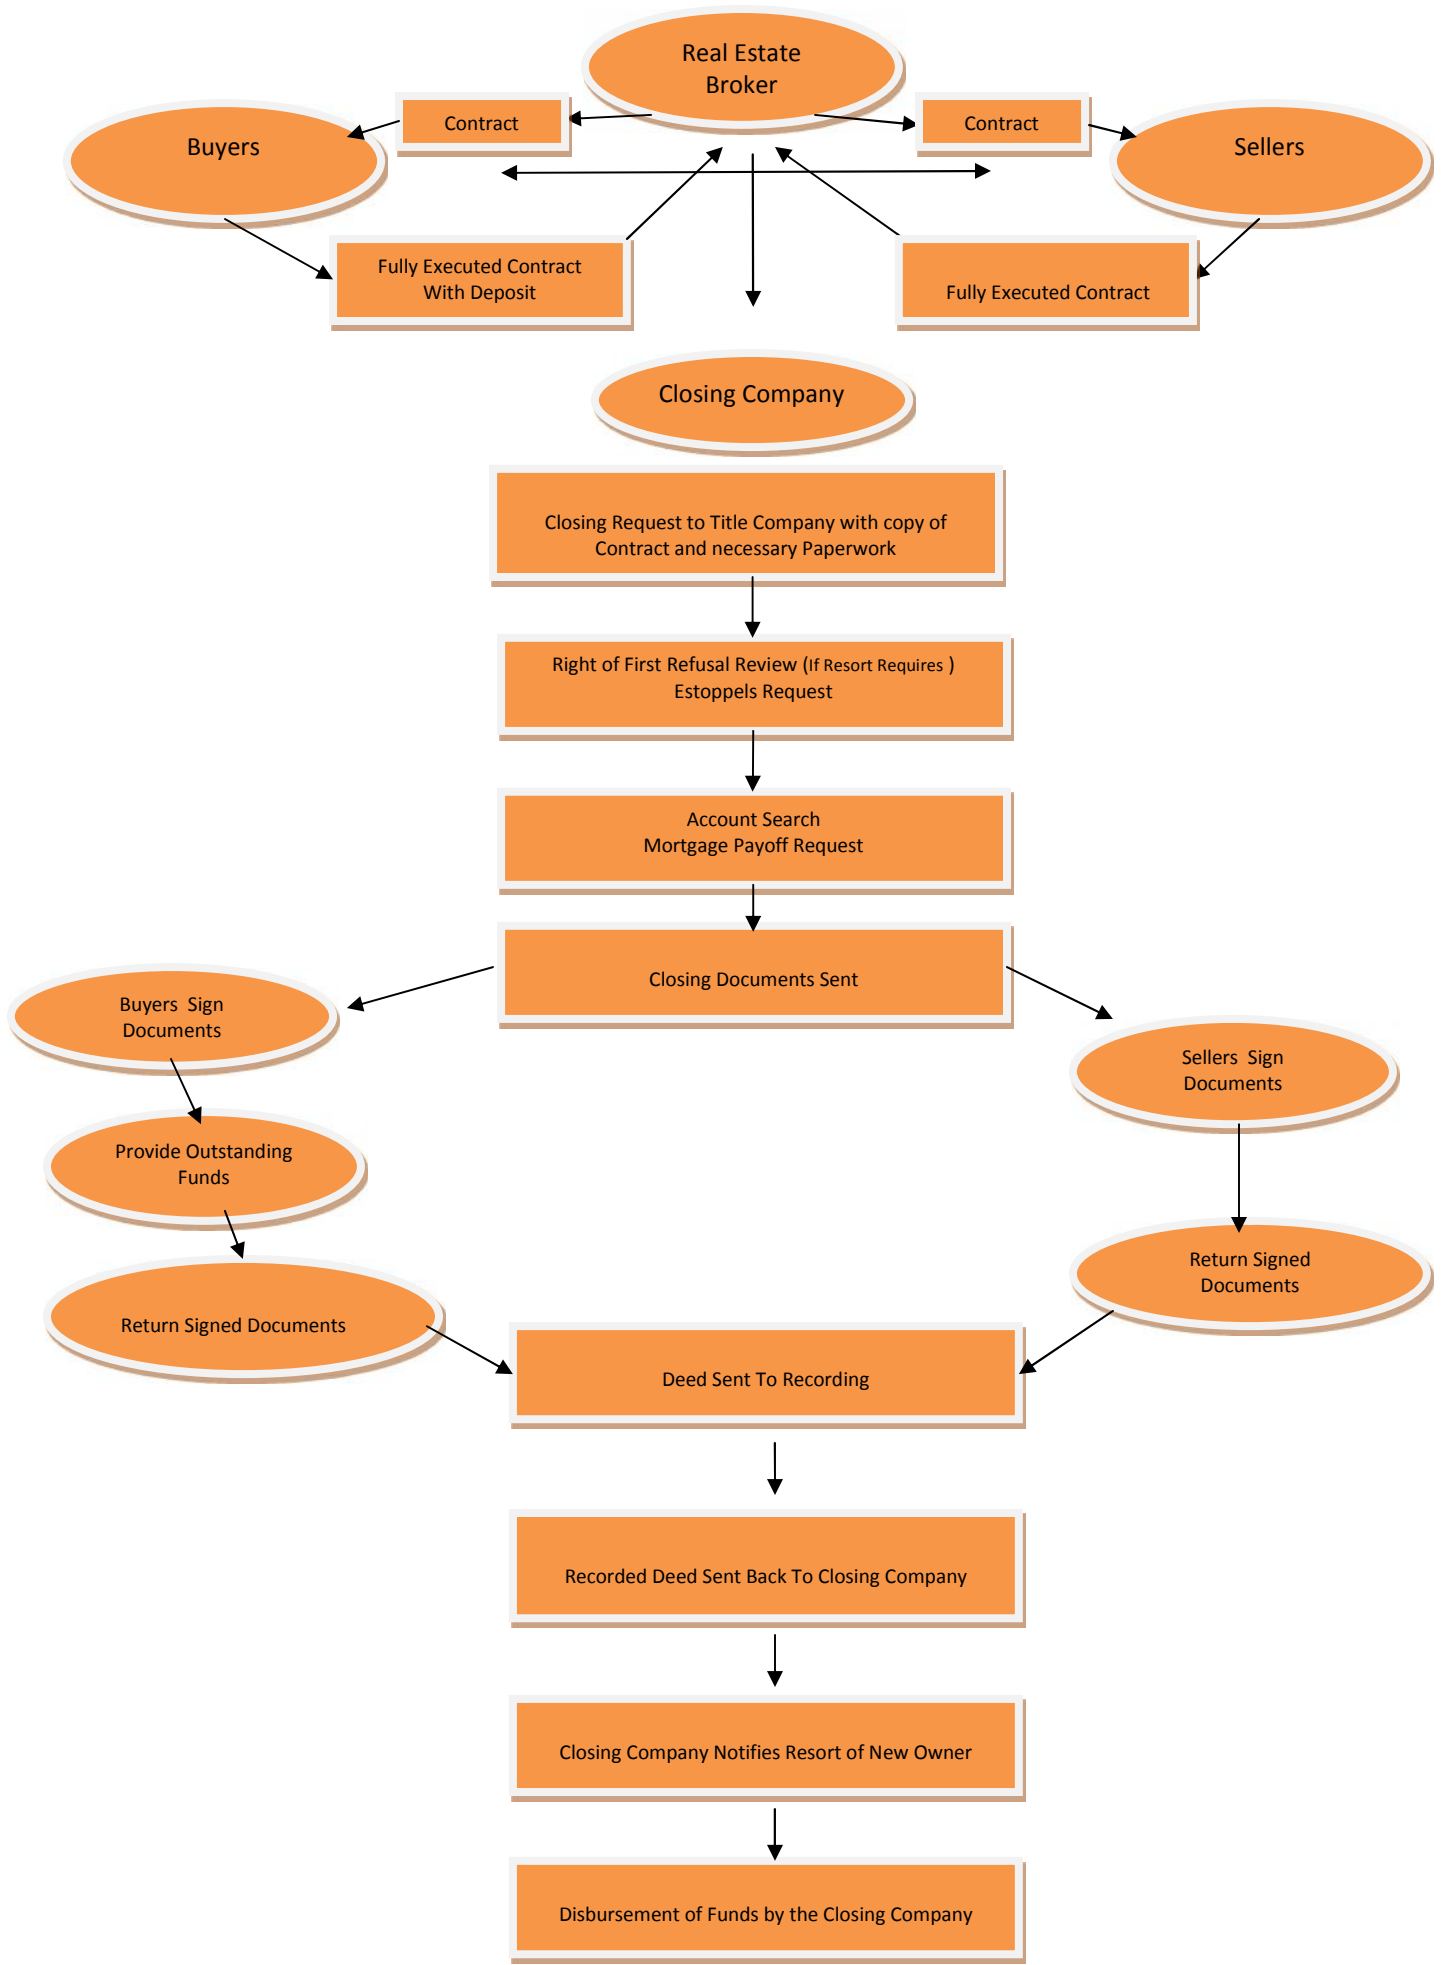 Real Estate
Broker
Contract
Contract
Buyers
Sellers
Fully Executed Contract
With Deposit
Fully Executed Contract
Closing Company
Closing Request to Title Company with copy of
Contract and necessary Paperwork
Right of First Refusal Review (If Resort Requires )
Estoppels Request
Account Search
Mortgage Payoff Request
Closing Documents Sent
Buyers  Sign
Documents
Sellers  Sign
Documents
Provide Outstanding
Funds
Return Signed
Documents
Return Signed Documents
Deed Sent To Recording
Recorded Deed Sent Back To Closing Company
Closing Company Notifies Resort of New Owner
Disbursement of Funds by the Closing Company